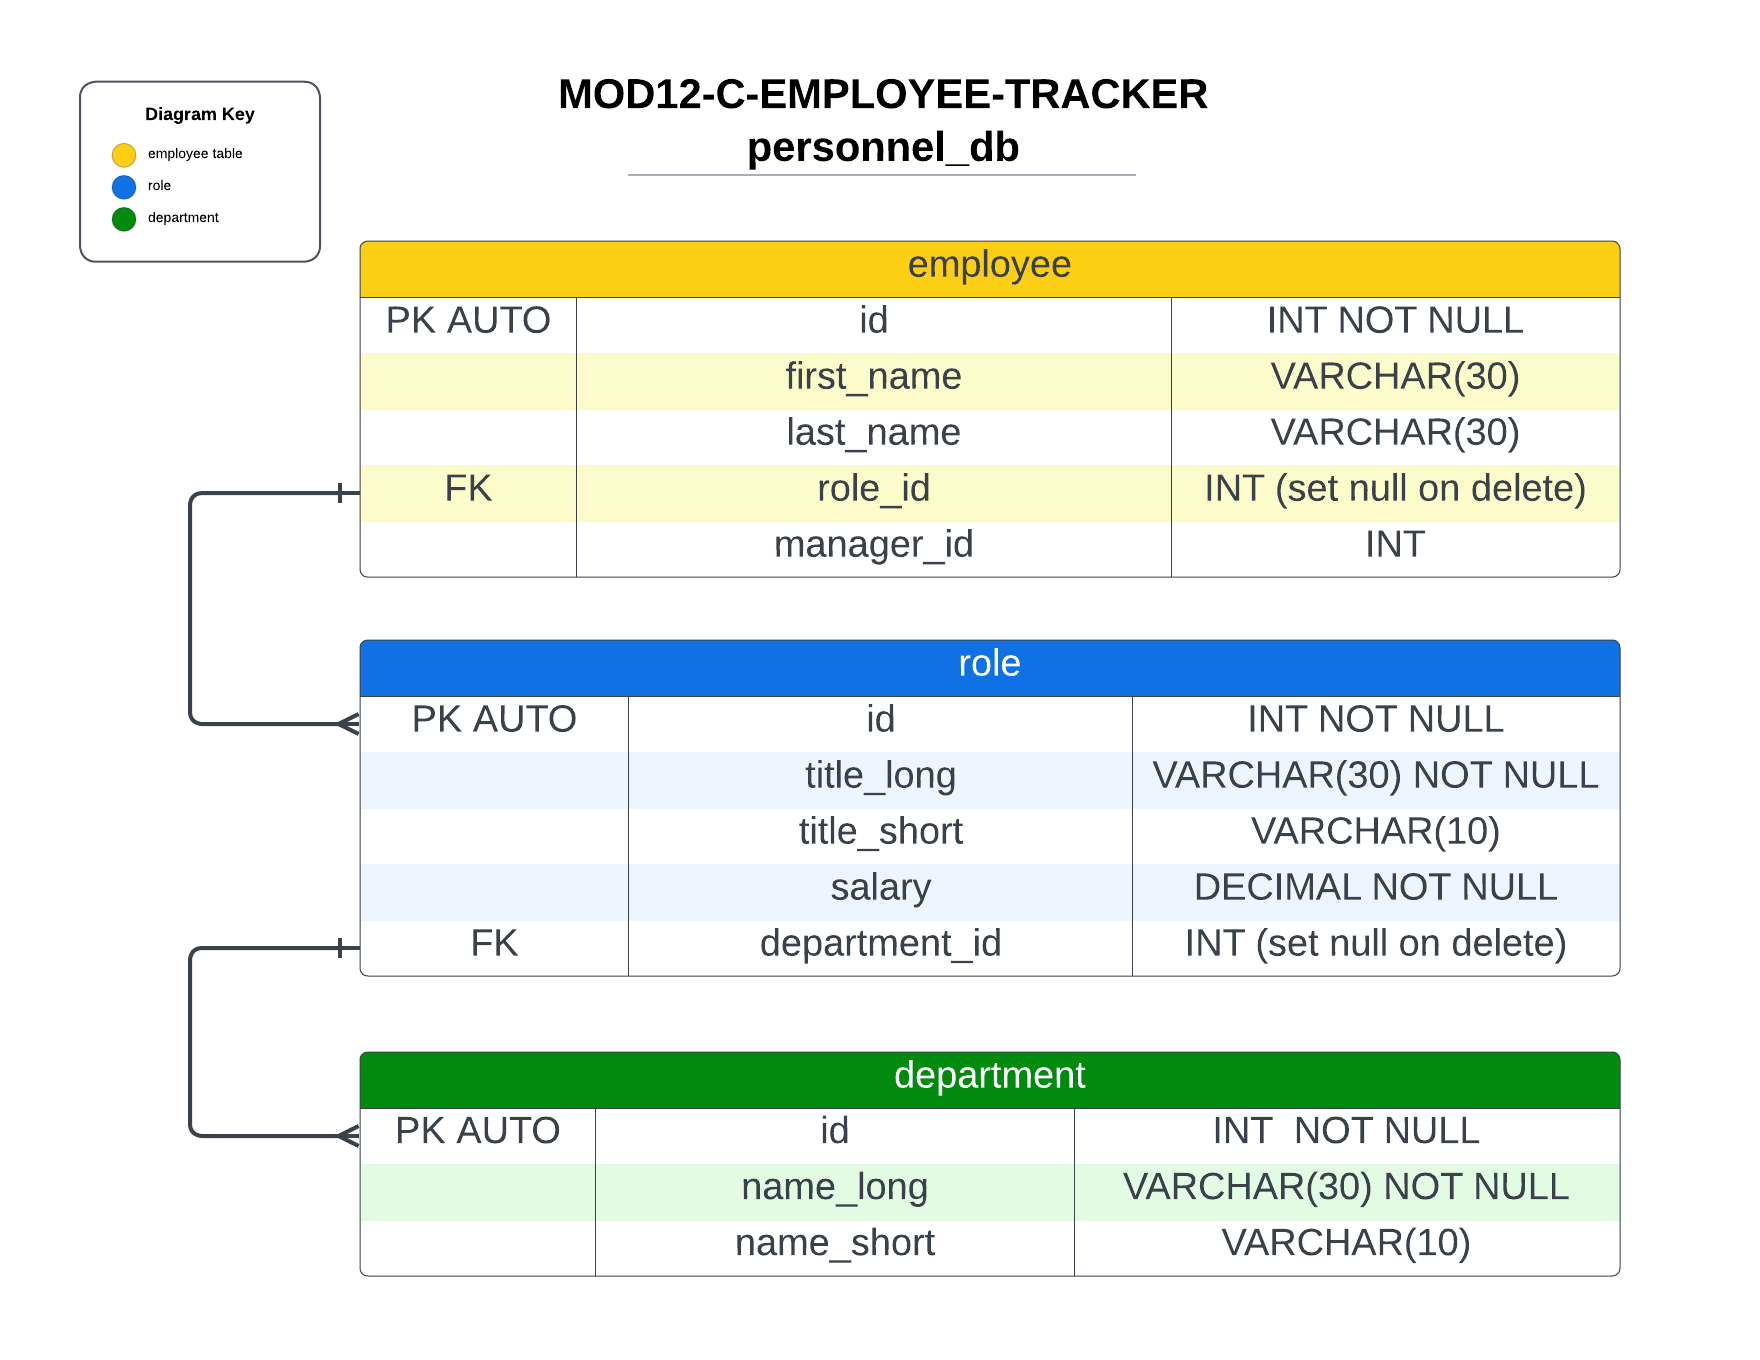 MOD12-C-EMPLOYEE-TRACKER
personnel_db
Diagram Key
employee table
role
department
employee
PK AUTO id INT NOT NULL
first_name VARCHAR(30)
last_name VARCHAR(30)
FK role_id INT (set null on delete)
manager_id INT
role
PK AUTO id INT NOT NULL
title_long VARCHAR(30) NOT NULL
title_short VARCHAR(10)
salary DECIMAL NOT NULL
FK department_id INT (set null on delete)
department
PK AUTO id INT NOT NULL
name_long VARCHAR(30) NOT NULL
name_short VARCHAR(10)